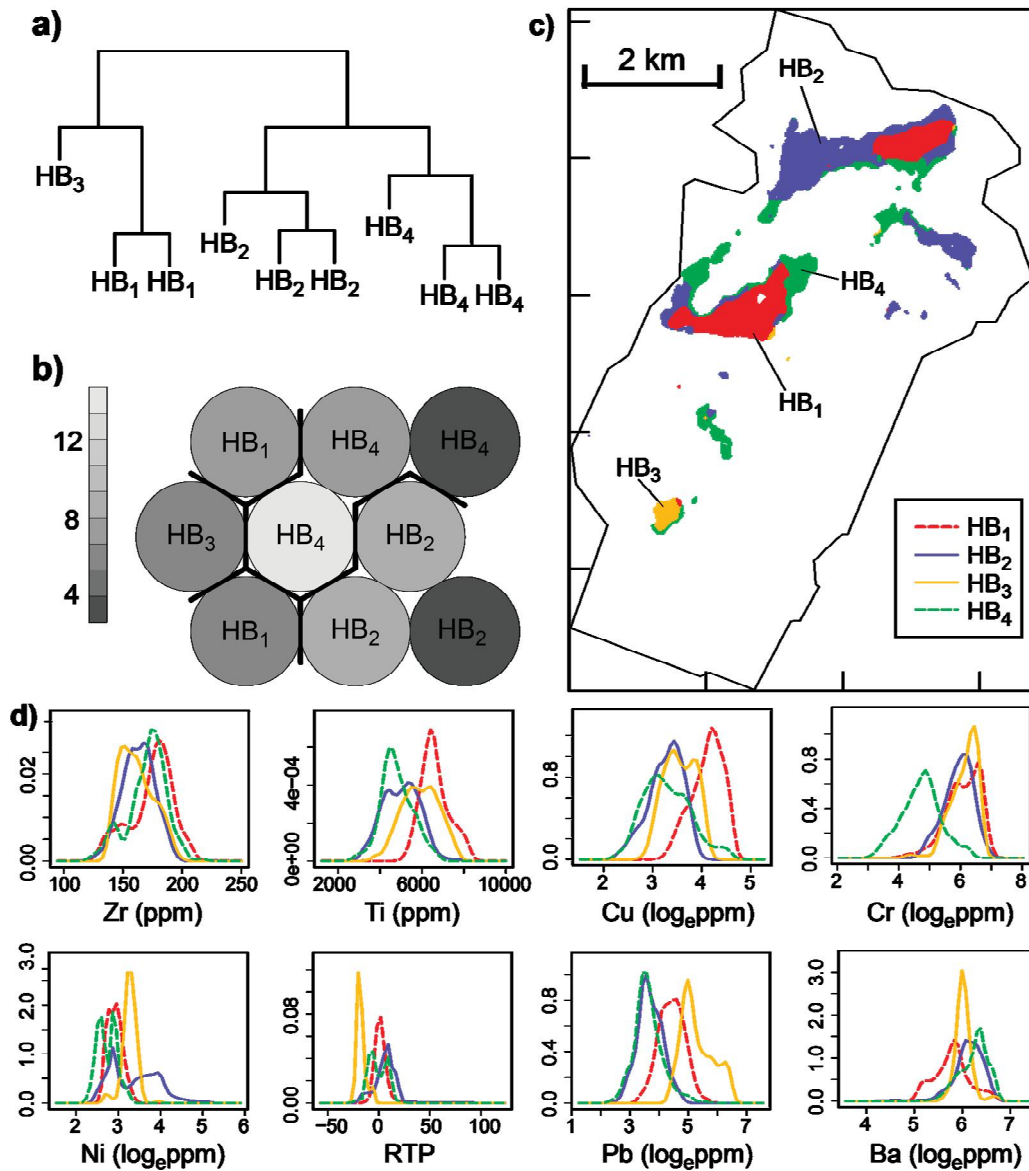 a)
HB₃
HB₁ HB₁
HB₂
HB₂ HB₂
HB₄
HB₄ HB₄
b)
12
8
4
HB₁ HB₄ HB₄
HB₃ HB₄ HB₂
HB₁ HB₂ HB₂
c)
2 km
HB₂
HB₄
HB₁
HB₃
HB₁
HB₂
HB₃
HB₄
d)
0.00 0.02
100 150 200 250
Zr (ppm)
0e+00 4e-04
2000 6000 10000
Ti (ppm)
0.0 0.4 0.8
2 3 4 5
Cu (logₑppm)
0.0 0.4 0.8
2 4 6 8
Cr (logₑppm)
0.0 1.0 2.0 3.0
2 3 4 5 6
Ni (logₑppm)
0.00 0.08
-50 0 50 100
RTP
0 0.4 0.8
1 3 5 7
Pb (logₑppm)
0.0 1.0 2.0 3.0
4 5 6 7
Ba (logₑppm)